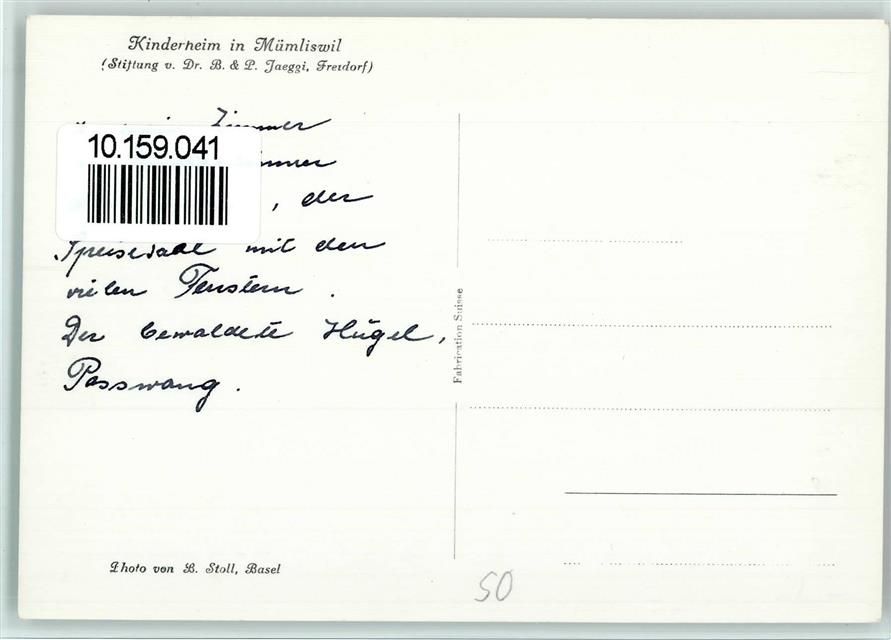 Kinderheim in Mümliswil
(Stiftung v. Dr. B. & P. Jaeggi, Freidorf)
Zimmer
10.159.041
, der
Speisesaal mit den
vielen Fenstern .
Der bewaldete Hügel,
Passwang .
Fabrication Suisse
Photo von B. Stoll, Basel
50